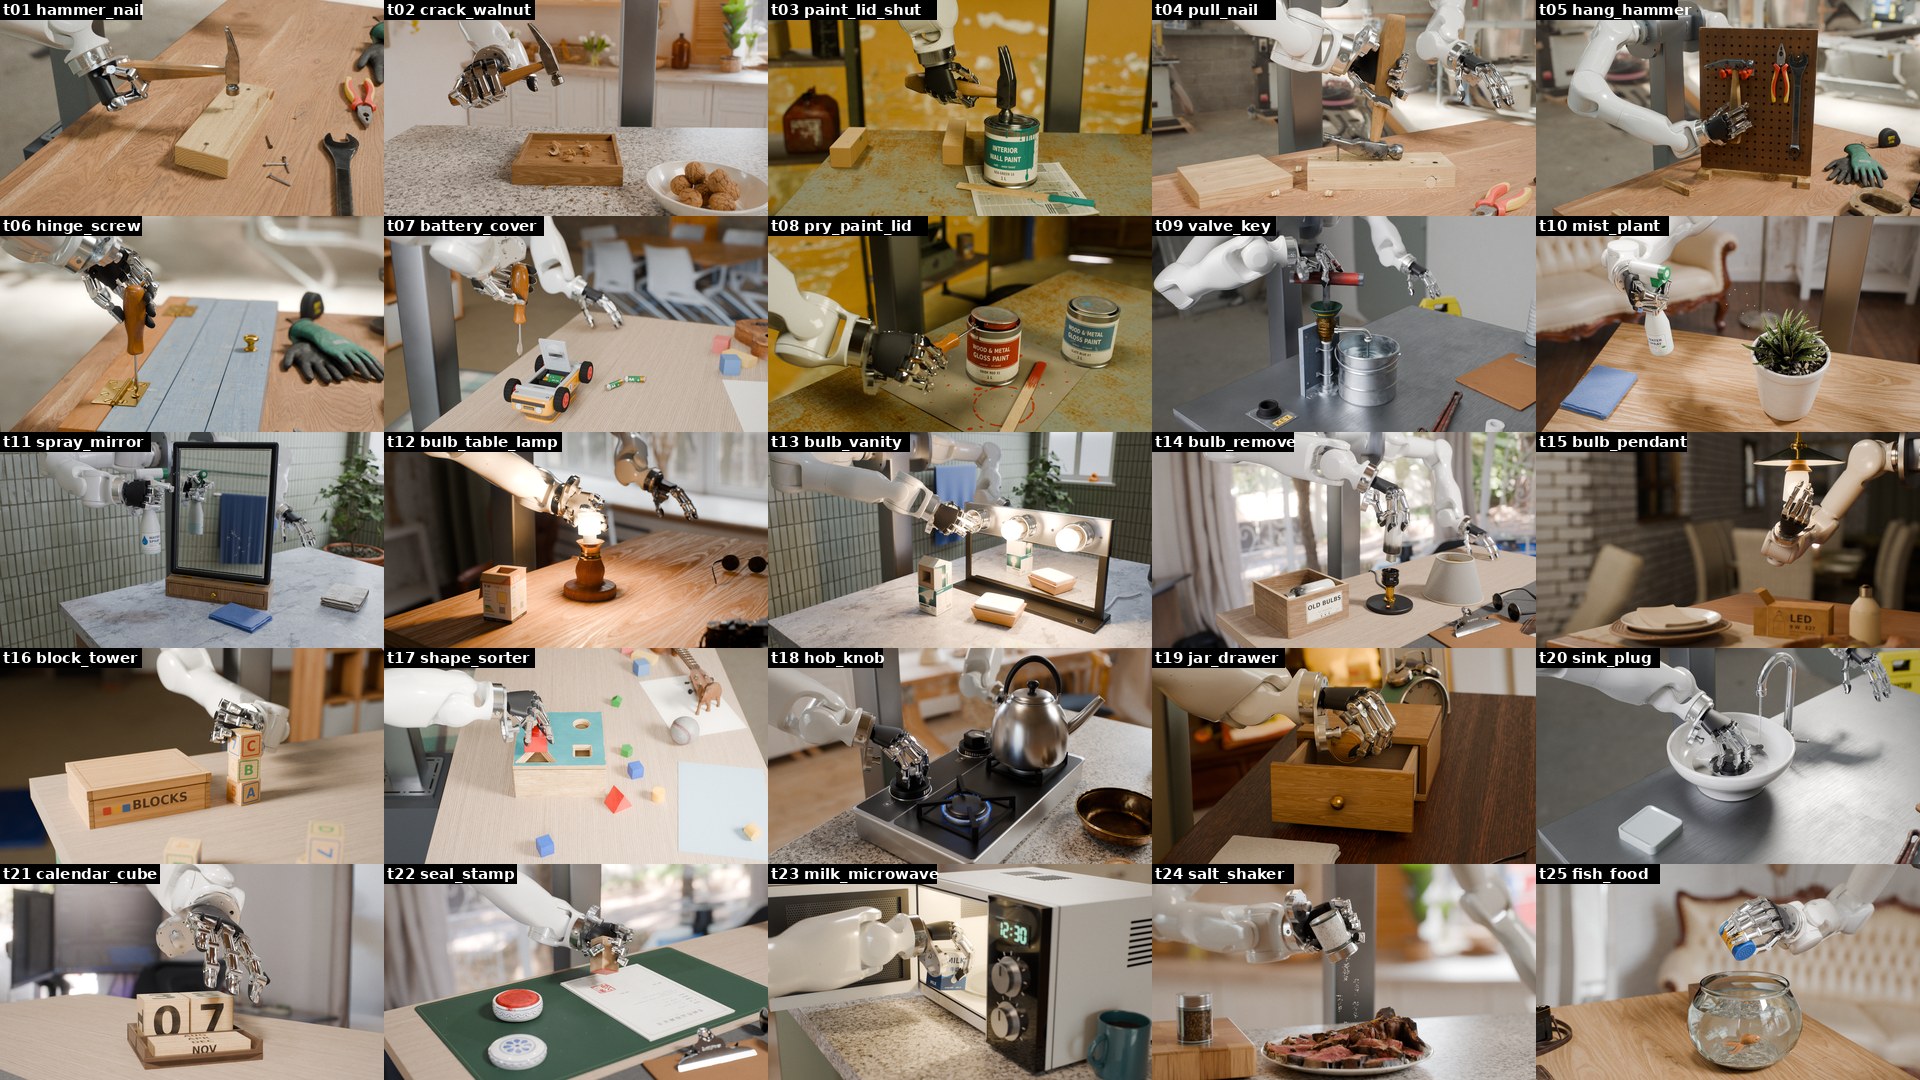 t01 hammer_nail
t02 crack_walnut
t03 paint_lid_shut
INTERIOR
WALL PAINT
t04 pull_nail
t05 hang_hammer
t06 hinge_screw
t07 battery_cover
t08 pry_paint_lid
WOOD & METAL
GLOSS PAINT
WOOD & METAL
GLOSS PAINT
t09 valve_key
t10 mist_plant
t11 spray_mirror
t12 bulb_table_lamp
t13 bulb_vanity
t14 bulb_remove
OLD BULBS
t15 bulb_pendant
LED
t16 block_tower
C
B
A
BLOCKS
t17 shape_sorter
t18 hob_knob
t19 jar_drawer
t20 sink_plug
t21 calendar_cube
0 7
NOV
t22 seal_stamp
t23 milk_microwave
12:30
MILK
t24 salt_shaker
t25 fish_food